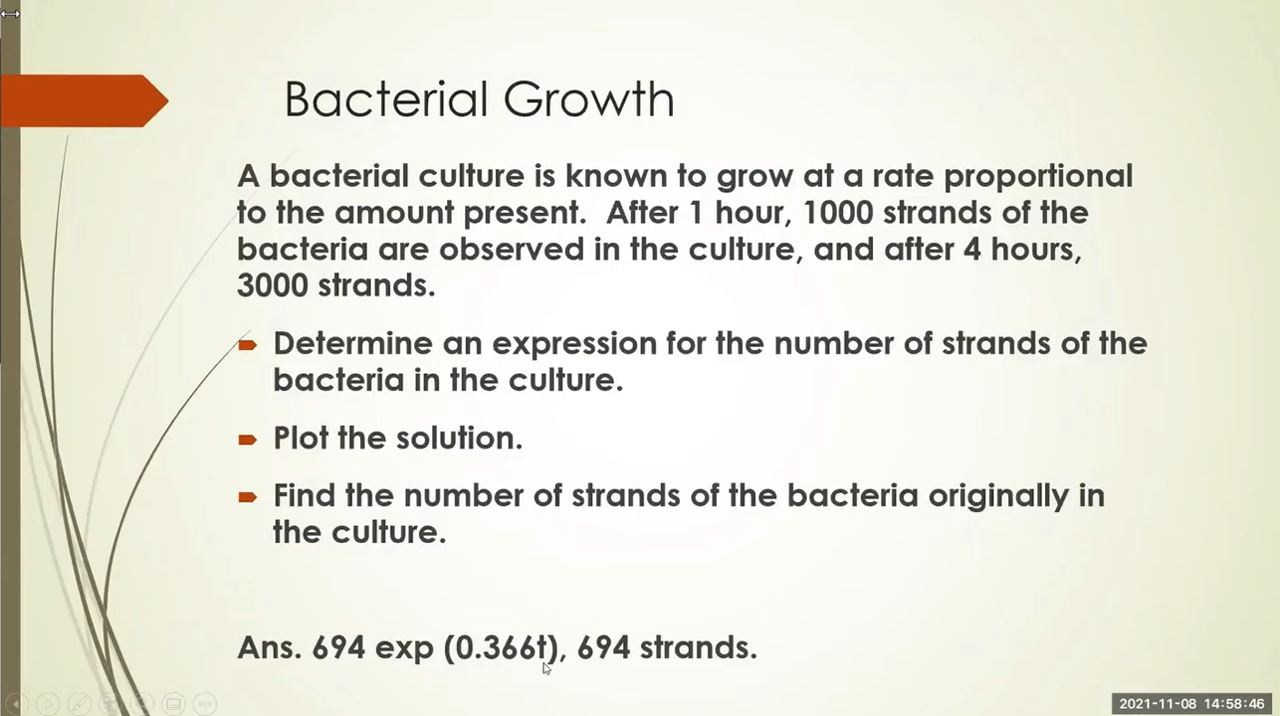 Bacterial Growth
A bacterial culture is known to grow at a rate proportional
to the amount present. After 1 hour, 1000 strands of the
bacteria are observed in the culture, and after 4 hours,
3000 strands.
Determine an expression for the number of strands of the
bacteria in the culture.
Plot the solution.
Find the number of strands of the bacteria originally in
the culture.
Ans. 694 exp (0.366t), 694 strands.
2021-11-08 14:58:46